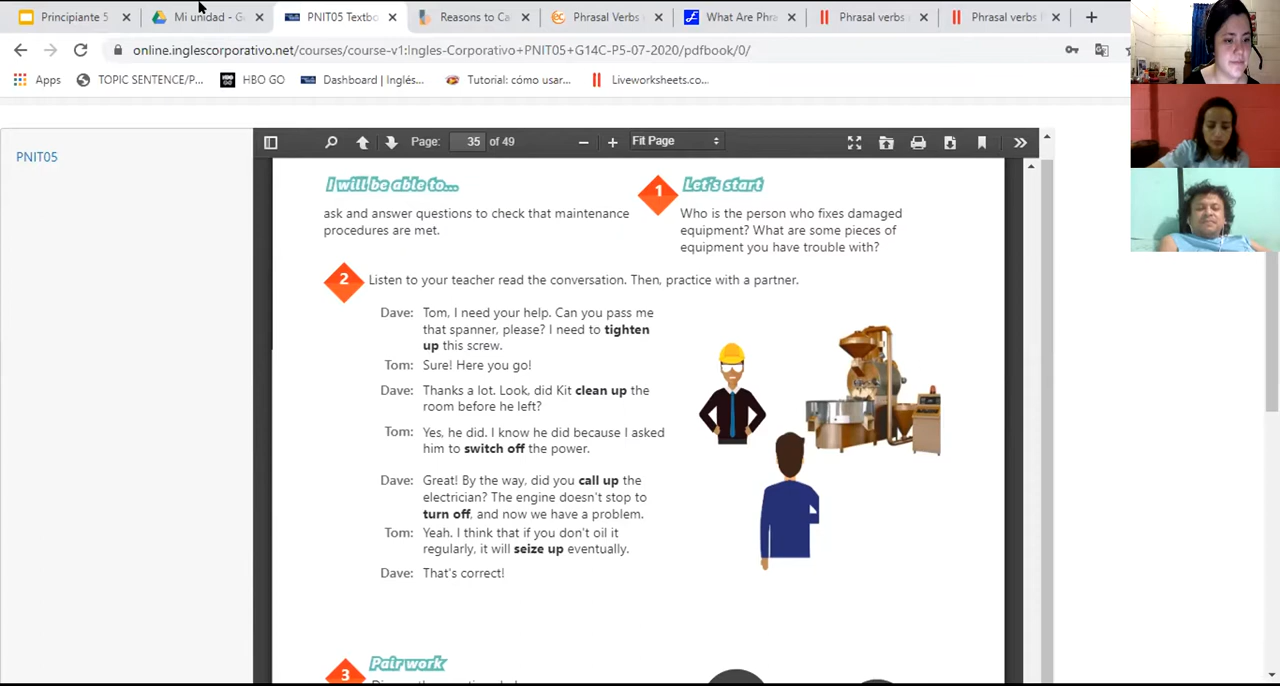 Principiante 5
Mi unidad - G
PNIT05 Textbo
Reasons to Ca
Phrasal Verbs
What Are Phra
Phrasal verbs
Phrasal verbs
online.inglescorporativo.net/courses/course-v1:Ingles-Corporativo+PNIT05+G14C-P5-07-2020/pdfbook/0/
Apps
TOPIC SENTENCE/P...
HBO GO
Dashboard | Inglés...
Tutorial: cómo usar...
Liveworksheets.co...
PNIT05
Page: 35 of 49
Fit Page
I will be able to...
ask and answer questions to check that maintenance
procedures are met.
1 Let's start
Who is the person who fixes damaged
equipment? What are some pieces of
equipment you have trouble with?
2 Listen to your teacher read the conversation. Then, practice with a partner.
Dave: Tom, I need your help. Can you pass me
that spanner, please? I need to tighten
up this screw.
Tom: Sure! Here you go!
Dave: Thanks a lot. Look, did Kit clean up the
room before he left?
Tom: Yes, he did. I know he did because I asked
him to switch off the power.
Dave: Great! By the way, did you call up the
electrician? The engine doesn't stop to
turn off, and now we have a problem.
Tom: Yeah. I think that if you don't oil it
regularly, it will seize up eventually.
Dave: That's correct!
3 Pair work